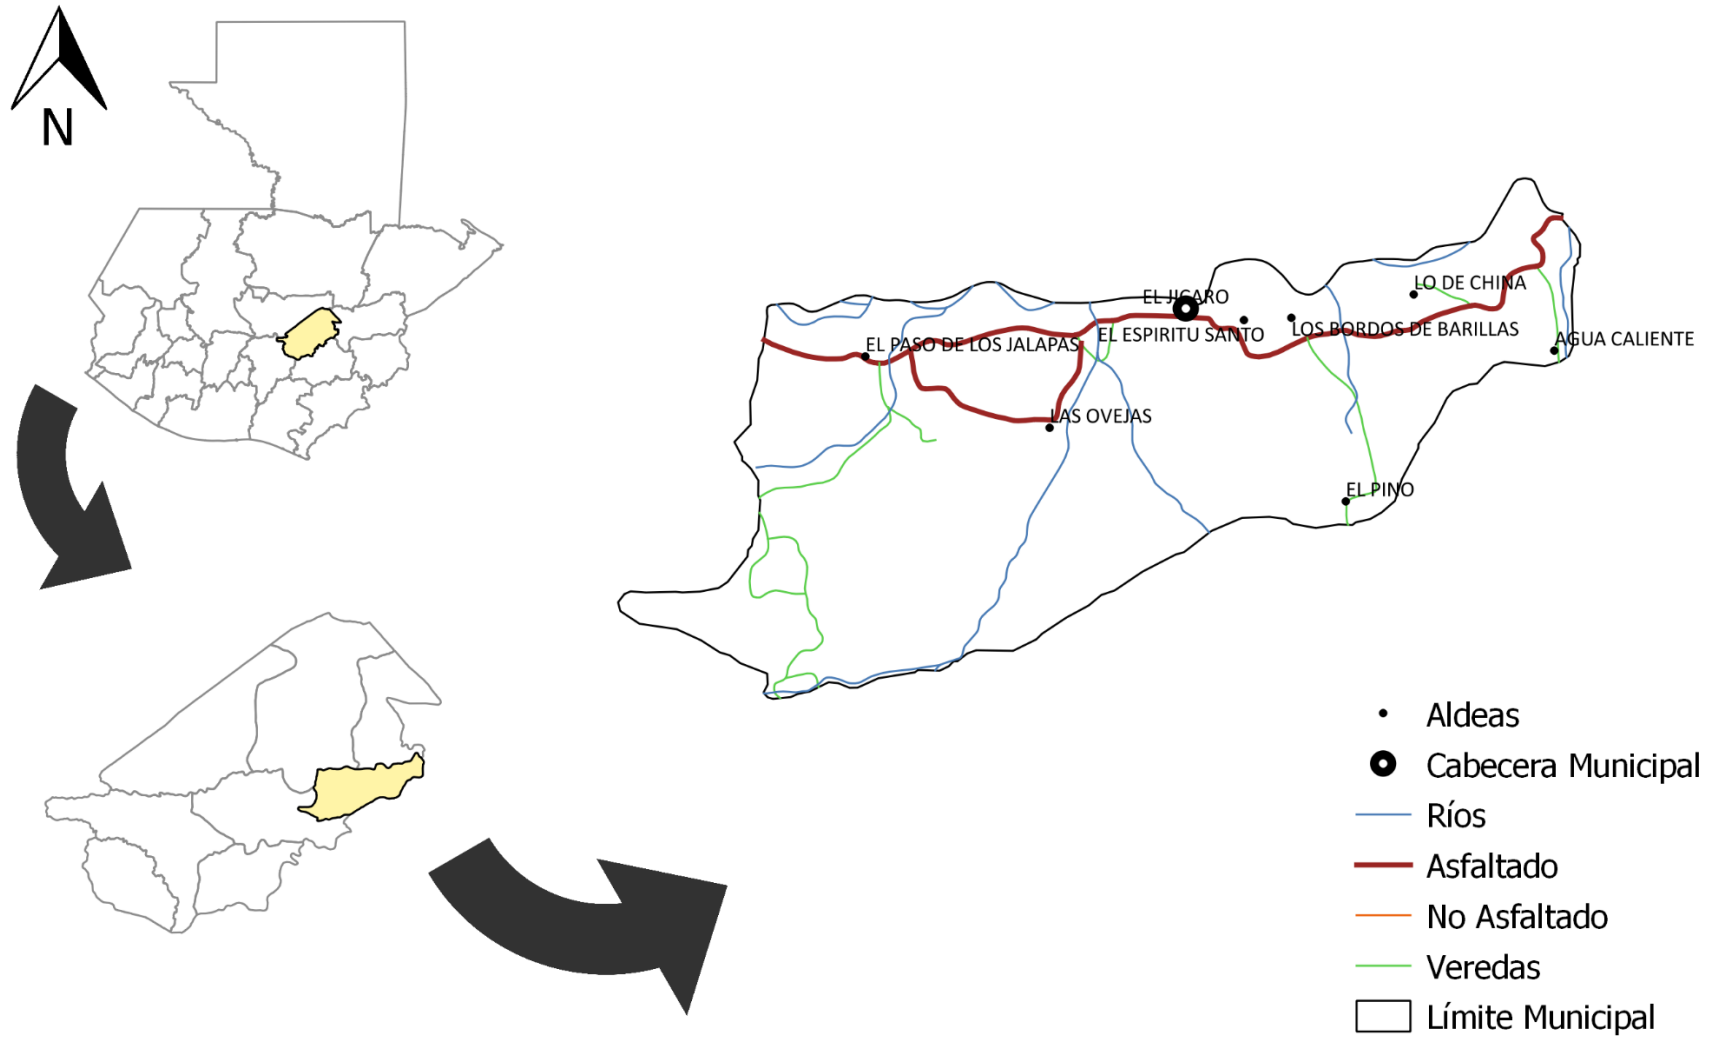 N
EL JICARO
LO DE CHINA
EL ESPIRITU SANTO
LOS BORDOS DE BARILLAS
EL PASO DE LOS JALAPAS
AGUA CALIENTE
LAS OVEJAS
EL PINO
Aldeas
Cabecera Municipal
Ríos
Asfaltado
No Asfaltado
Veredas
Límite Municipal